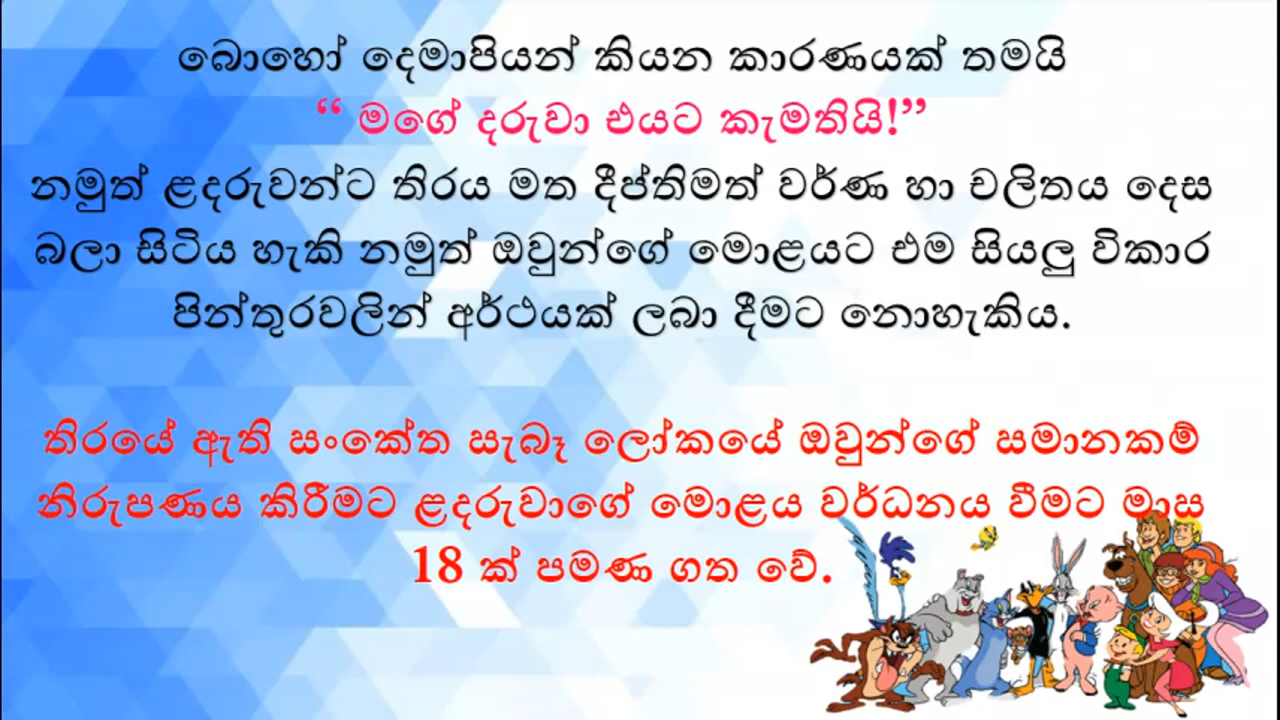 බොහෝ දෙමාපියන් කියන කාරණයක් තමයි
“ මගේ දරුවා එයට කැමතියි!”
නමුත් ළදරුවන්ට තිරය මත දීප්තිමත් වර්ණ හා චලිතය දෙස
බලා සිටිය හැකි නමුත් ඔවුන්ගේ මොළයට එම සියලු විකාර
පින්තුරවලින් අර්ථයක් ලබා දීමට නොහැකිය.
තිරයේ ඇති සංකේත සැබෑ ලෝකයේ ඔවුන්ගේ සමානකම්
නිරුපණය කිරීමට ළදරුවාගේ මොළය වර්ධනය වීමට මාස
18 ක් පමණ ගත වේ.